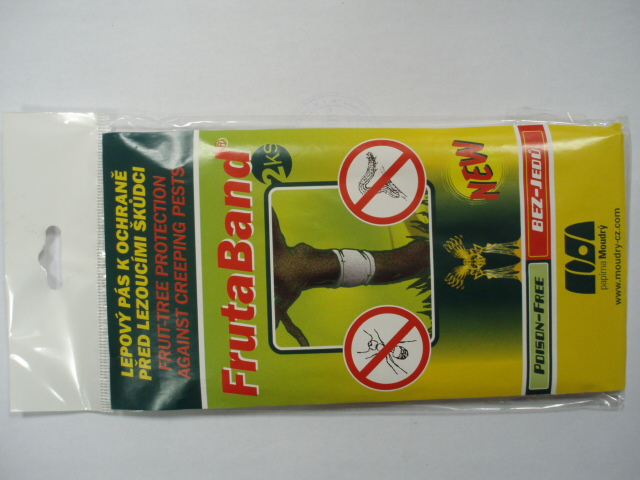 LEPOVÝ PÁS K OCHRANĚ
PŘED LEZOUCÍMI ŠKŮDCI
FRUIT-TREE PROTECTION
AGAINST CREEPING PESTS
FrutaBand®
2KS
NEW
POISON-FREE
BEZ-JEDŮ
papírna Moudrý
www.moudry-cz.com